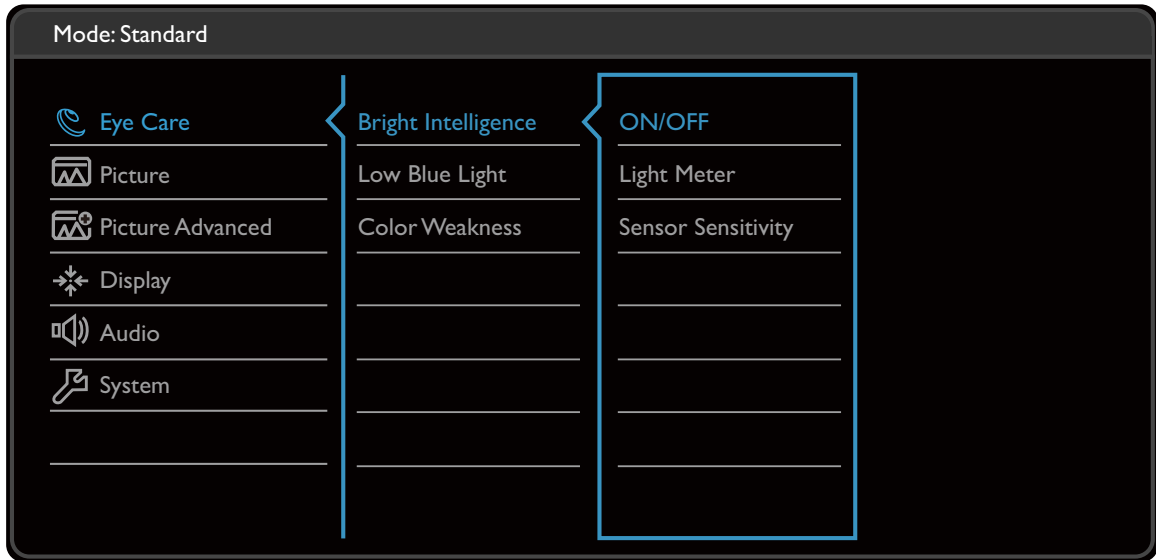 Mode: Standard
Eye Care
Picture
Picture Advanced
Display
Audio
System
Bright Intelligence
Low Blue Light
Color Weakness
ON/OFF
Light Meter
Sensor Sensitivity